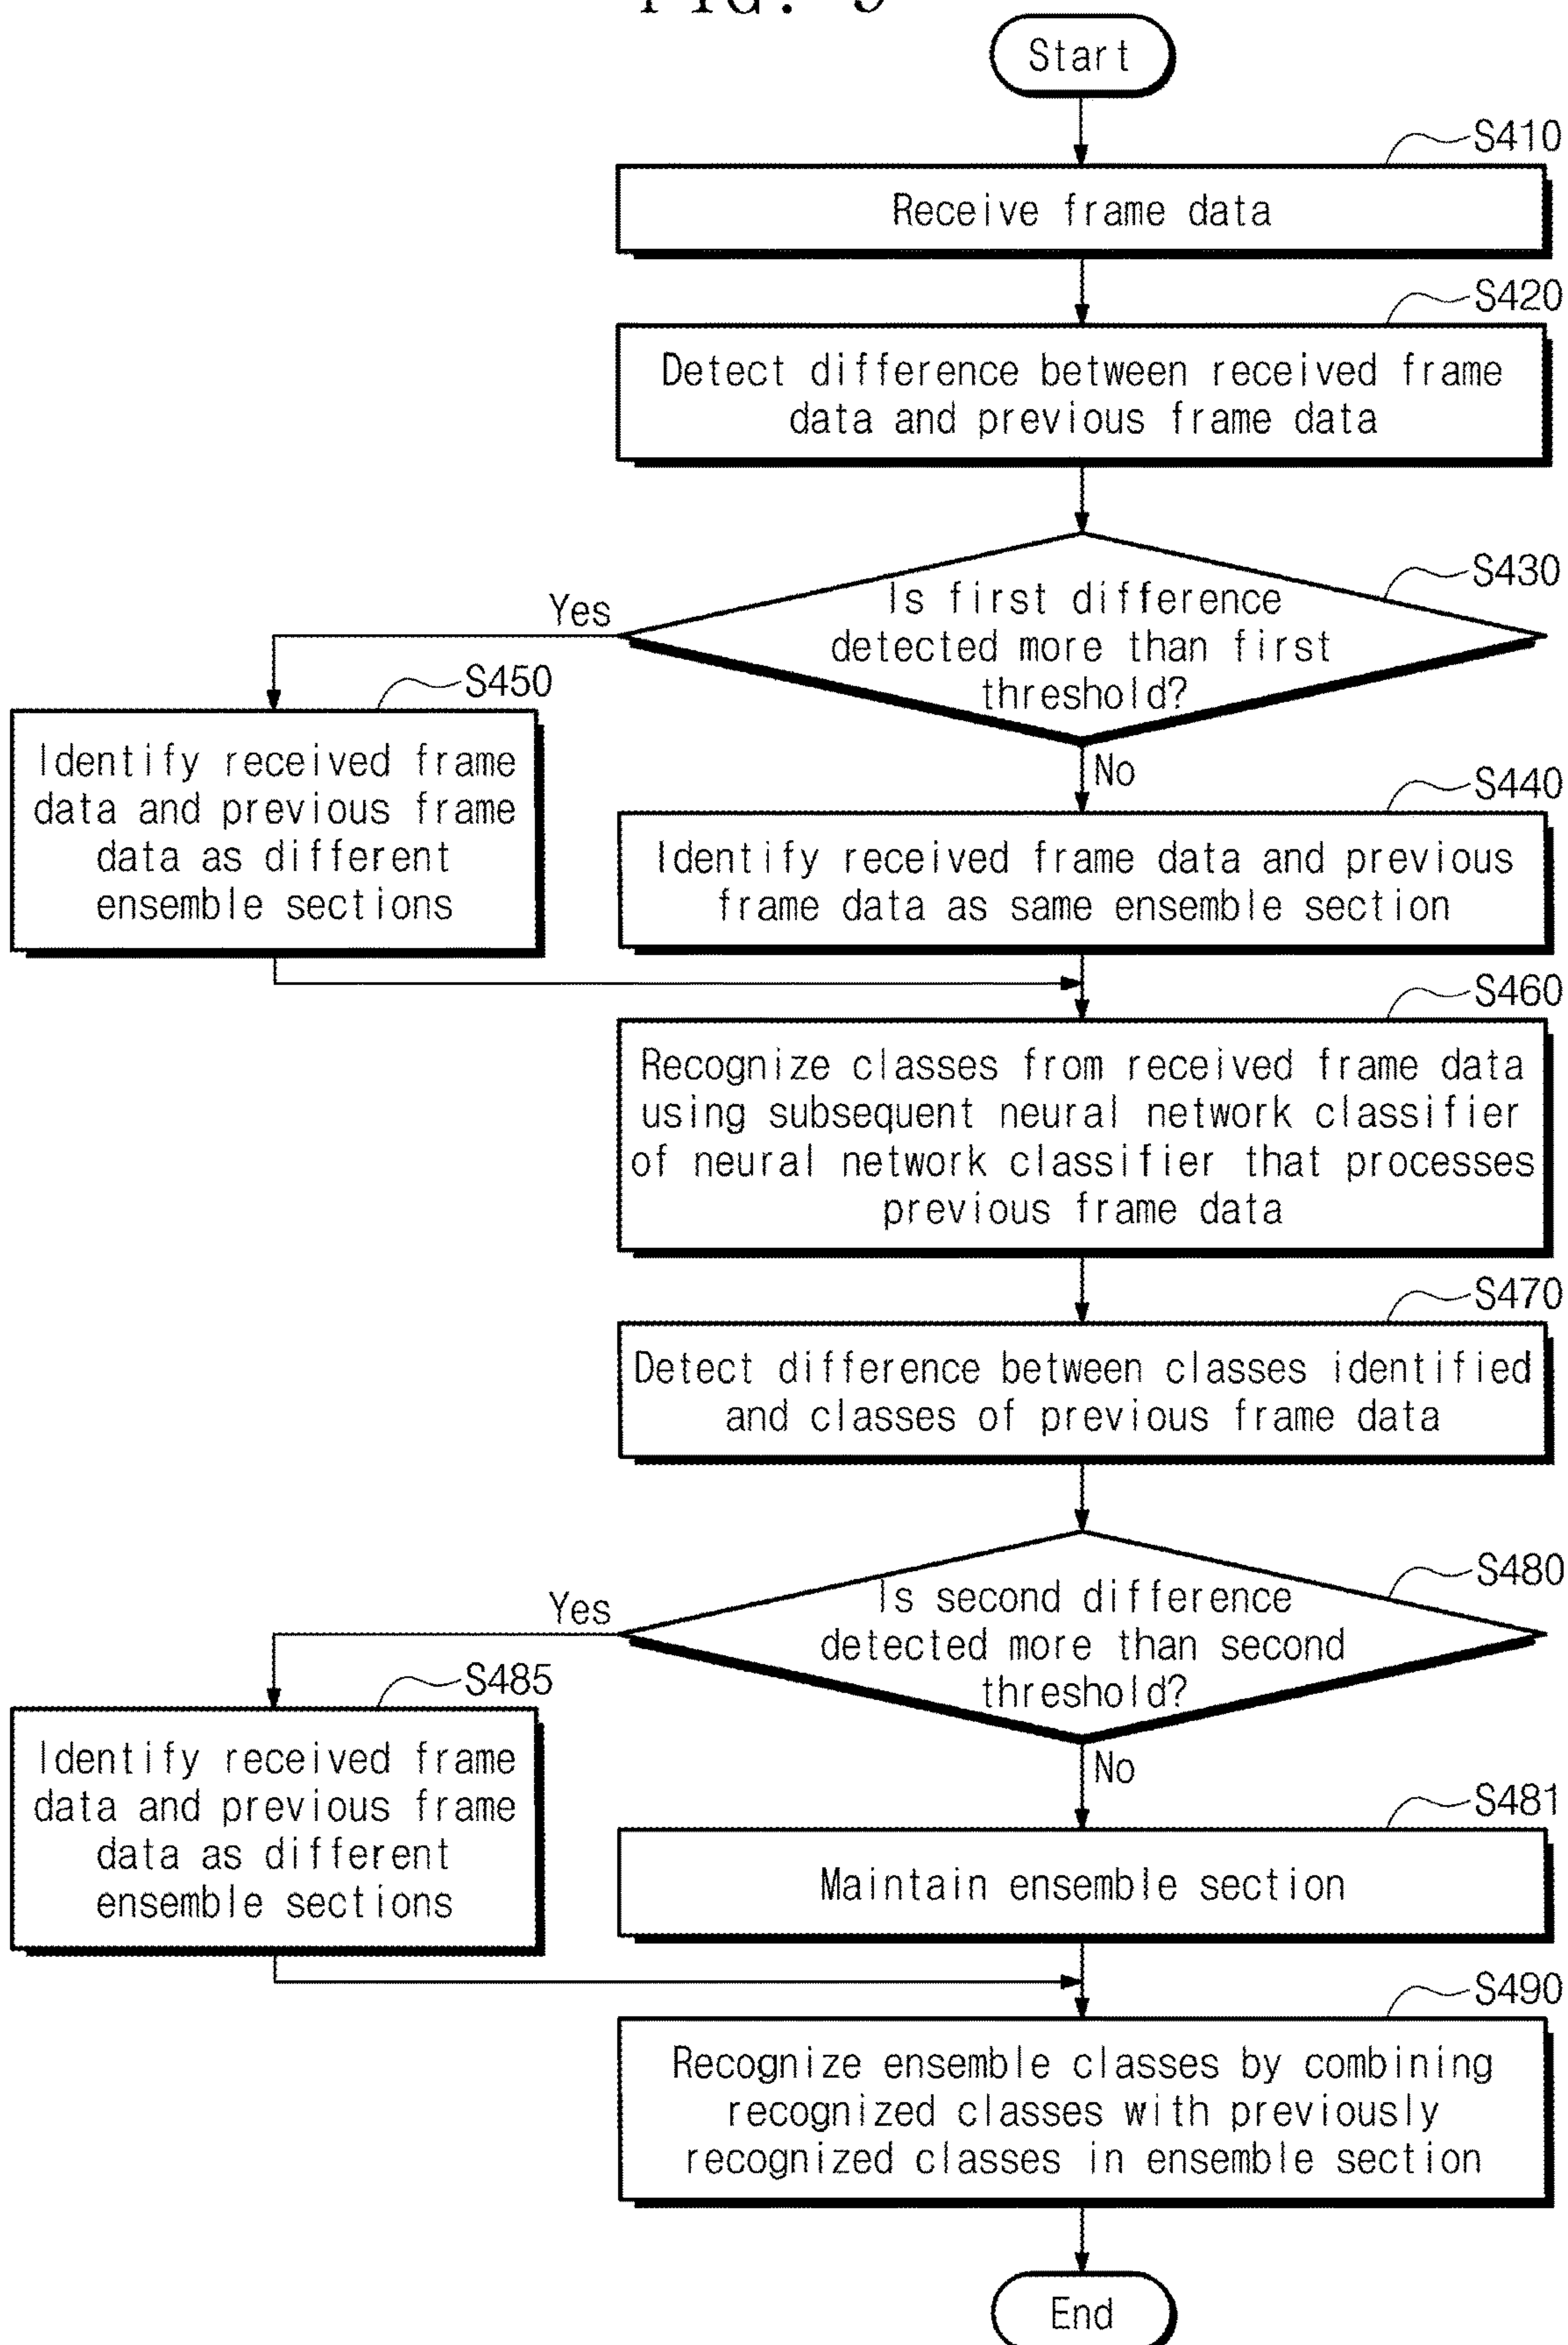 Start
S410
Receive frame data
S420
Detect difference between received frame
data and previous frame data
S430
Is first difference
detected more than first
threshold?
Yes
No
S450
Identify received frame
data and previous frame
data as different
ensemble sections
S440
Identify received frame data and previous
frame data as same ensemble section
S460
Recognize classes from received frame data
using subsequent neural network classifier
of neural network classifier that processes
previous frame data
S470
Detect difference between classes identified
and classes of previous frame data
S480
Is second difference
detected more than second
threshold?
Yes
No
S485
Identify received frame
data and previous frame
data as different
ensemble sections
S481
Maintain ensemble section
S490
Recognize ensemble classes by combining
recognized classes with previously
recognized classes in ensemble section
End